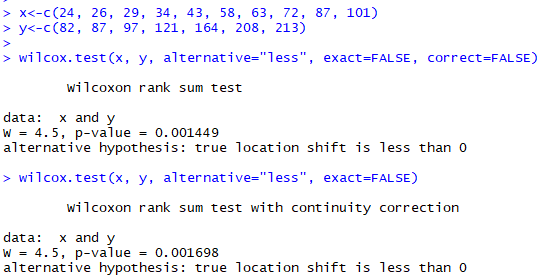 > x<-c(24, 26, 29, 34, 43, 58, 63, 72, 87, 101)
> y<-c(82, 87, 97, 121, 164, 208, 213)
>
> wilcox.test(x, y, alternative="less", exact=FALSE, correct=FALSE)
Wilcoxon rank sum test
data: x and y
W = 4.5, p-value = 0.001449
alternative hypothesis: true location shift is less than 0
> wilcox.test(x, y, alternative="less", exact=FALSE)
Wilcoxon rank sum test with continuity correction
data: x and y
W = 4.5, p-value = 0.001698
alternative hypothesis: true location shift is less than 0